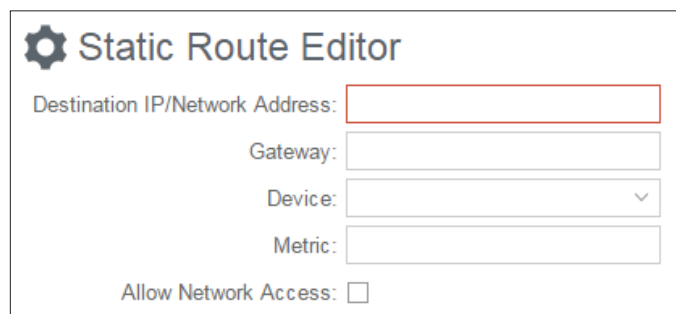 Static Route Editor
Destination IP/Network Address:
Gateway:
Device:
Metric:
Allow Network Access: